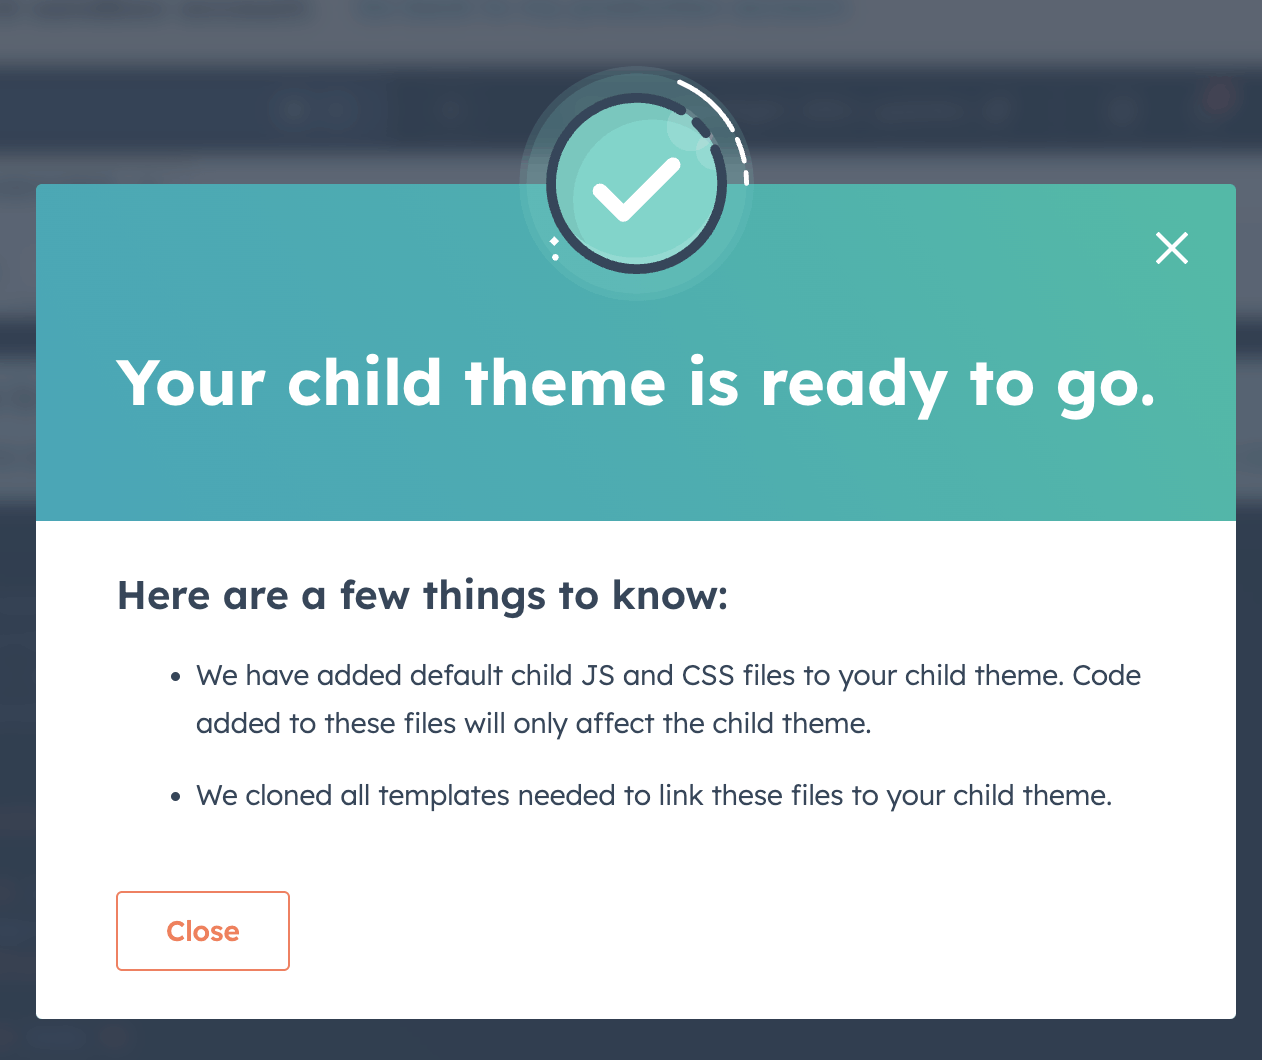 Your child theme is ready to go.
Here are a few things to know:
• We have added default child JS and CSS files to your child theme. Code
added to these files will only affect the child theme.
• We cloned all templates needed to link these files to your child theme.
Close